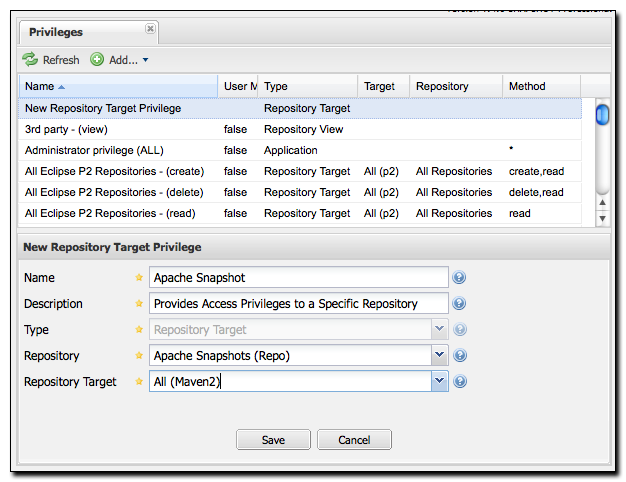 Privileges
Refresh Add...
Name User M Type Target Repository Method
New Repository Target Privilege Repository Target
3rd party - (view) false Repository View
Administrator privilege (ALL) false Application *
All Eclipse P2 Repositories - (create) false Repository Target All (p2) All Repositories create,read
All Eclipse P2 Repositories - (delete) false Repository Target All (p2) All Repositories delete,read
All Eclipse P2 Repositories - (read) false Repository Target All (p2) All Repositories read
New Repository Target Privilege
Name Apache Snapshot
Description Provides Access Privileges to a Specific Repository
Type Repository Target
Repository Apache Snapshots (Repo)
Repository Target All (Maven2)
Save Cancel